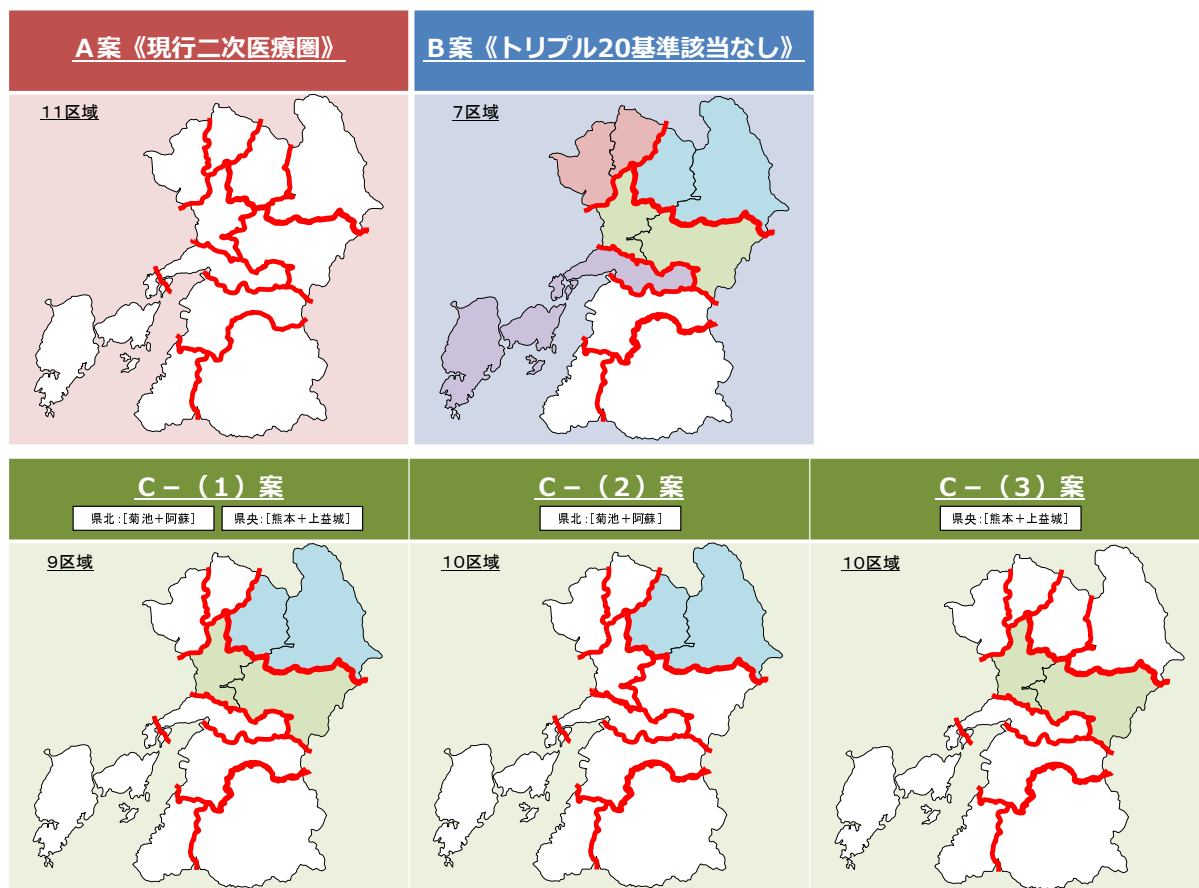 A案《現行二次医療圏》
B案《トリプル20基準該当なし》
11区域
7区域
C－（1）案
県北:[菊池＋阿蘇]
県央:[熊本＋上益城]
C－（2）案
県北:[菊池＋阿蘇]
C－（3）案
県央:[熊本＋上益城]
9区域
10区域
10区域